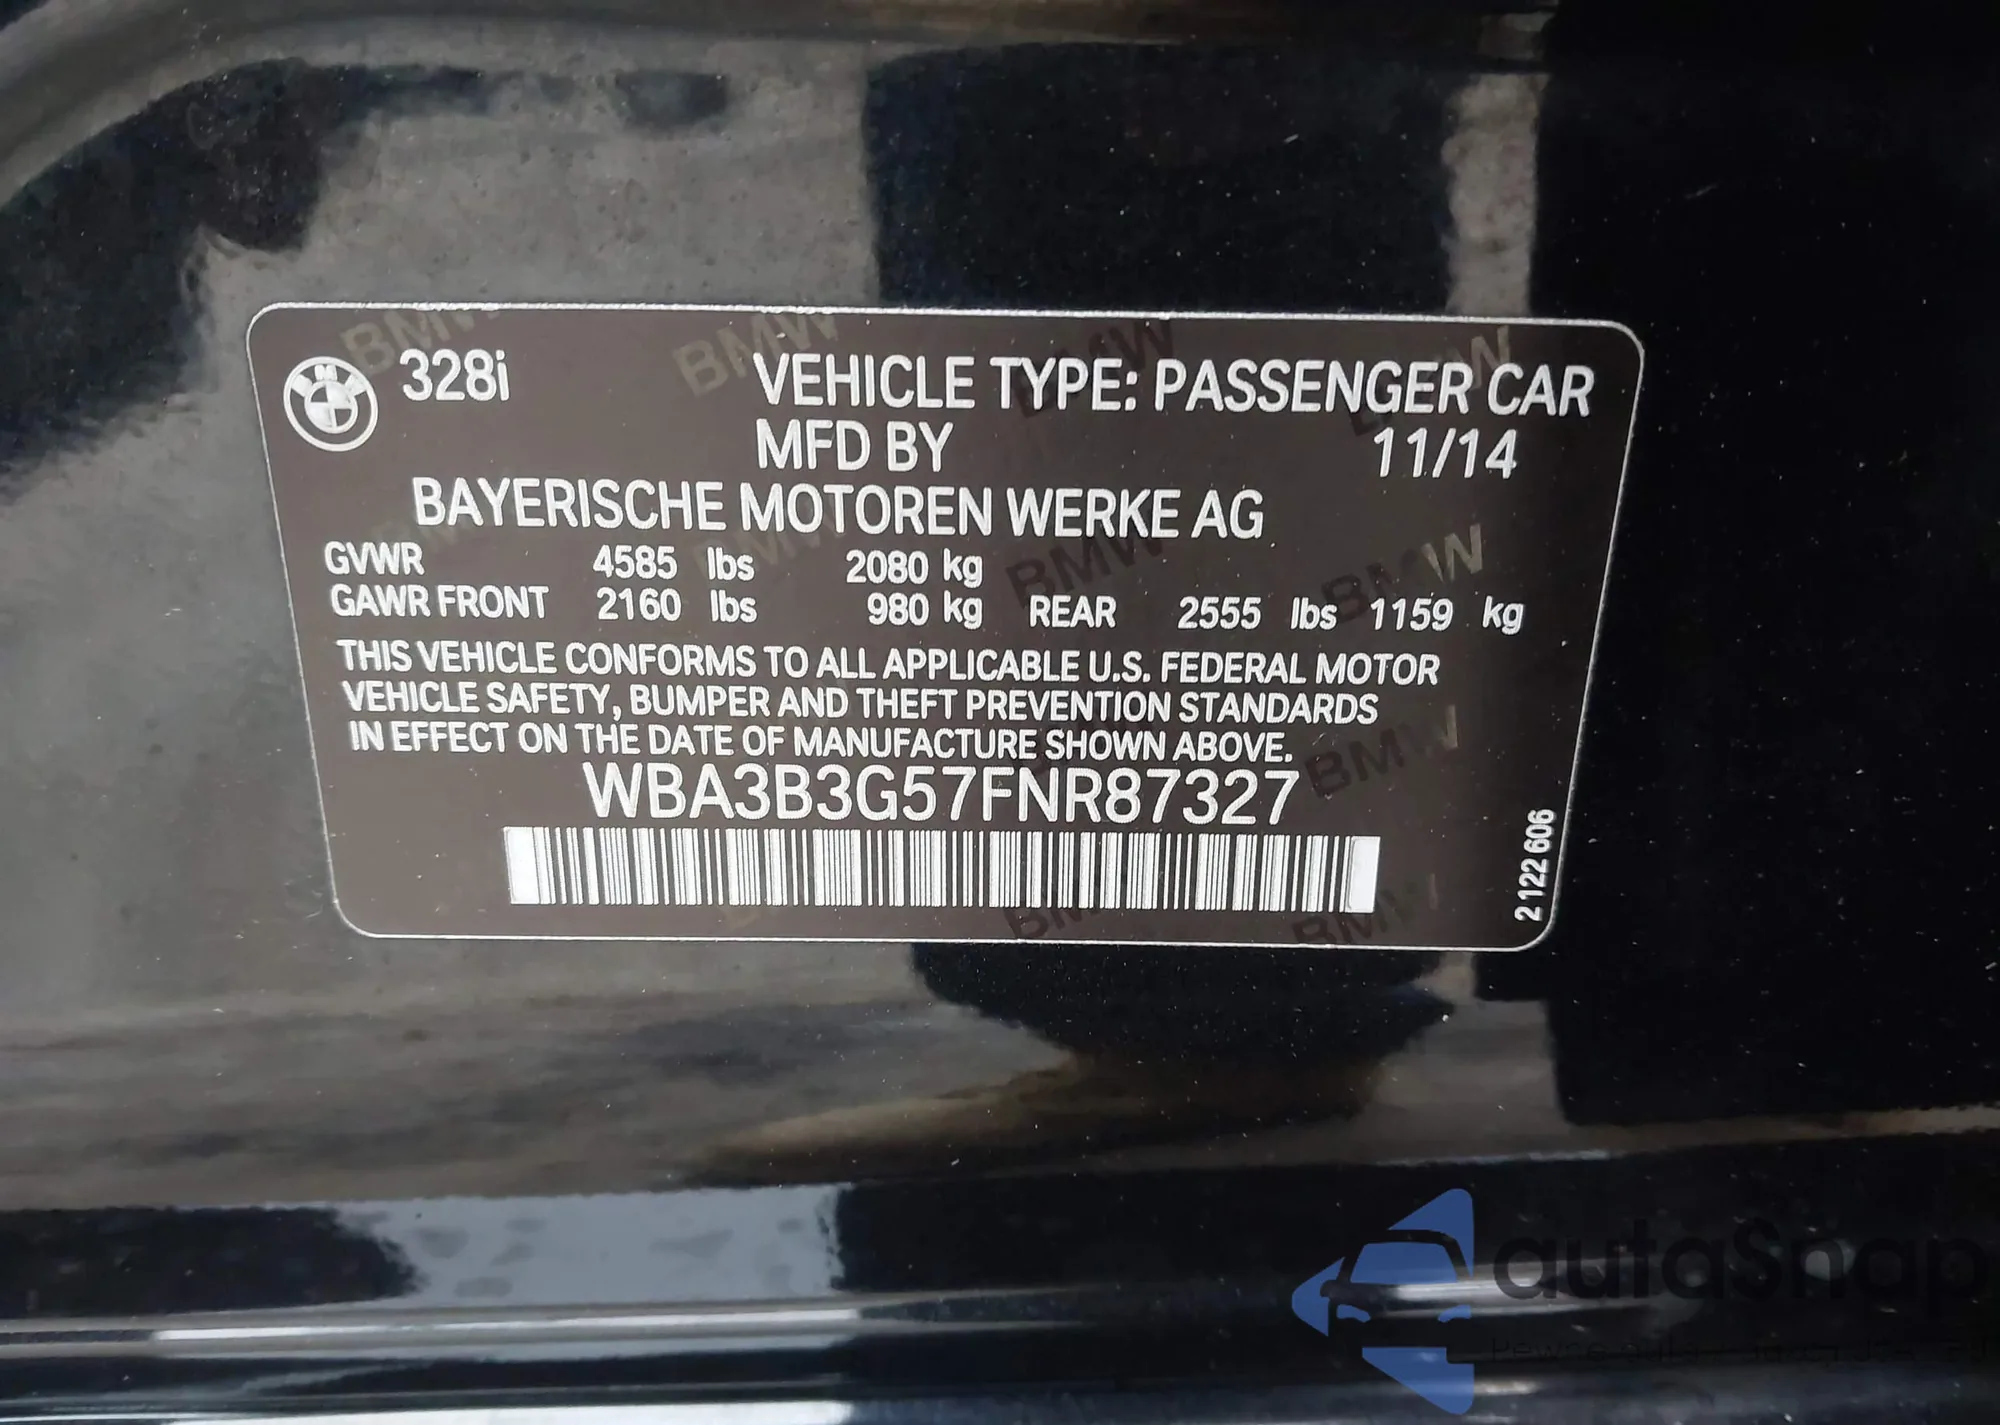 328i VEHICLE TYPE: PASSENGER CAR
MFD BY 11/14
BAYERISCHE MOTOREN WERKE AG
GVWR 4585 lbs 2080 kg
GAWR FRONT 2160 lbs 980 kg REAR 2555 lbs 1159 kg
THIS VEHICLE CONFORMS TO ALL APPLICABLE U.S. FEDERAL MOTOR
VEHICLE SAFETY, BUMPER AND THEFT PREVENTION STANDARDS
IN EFFECT ON THE DATE OF MANUFACTURE SHOWN ABOVE.
WBA3B3G57FNR87327
2 122 606
autaSnap